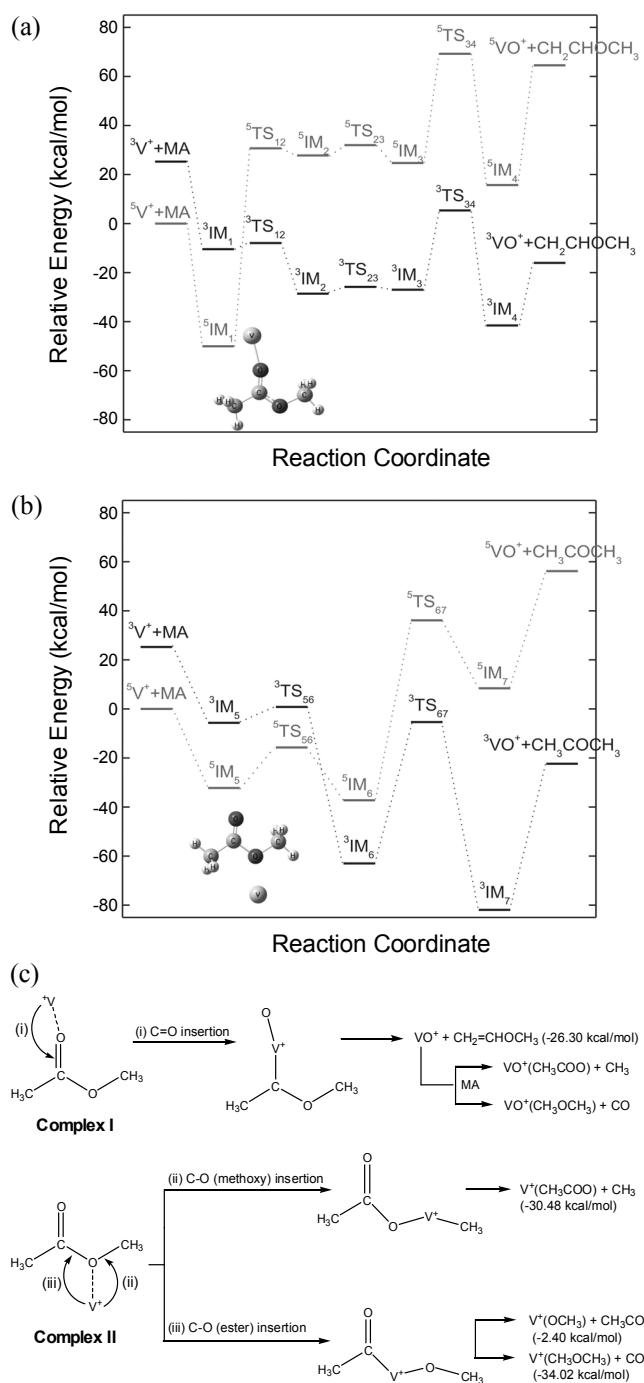 (a)
Relative Energy (kcal/mol)
80
60
40
20
0
-20
-40
-60
-80
³V⁺+MA
⁵V⁺+MA
³IM₁
⁵IM₁
⁵TS₁₂
³TS₁₂
⁵IM₂
³IM₂
⁵TS₂₃
³TS₂₃
⁵IM₃
³IM₃
⁵TS₃₄
³TS₃₄
⁵IM₄
³IM₄
⁵VO⁺+CH₂CHOCH₃
³VO⁺+CH₂CHOCH₃
Reaction Coordinate
(b)
Relative Energy (kcal/mol)
80
60
40
20
0
-20
-40
-60
-80
³V⁺+MA
⁵V⁺+MA
³IM₅
⁵IM₅
³TS₅₆
⁵TS₅₆
⁵IM₆
³IM₆
⁵TS₆₇
³TS₆₇
⁵IM₇
³IM₇
⁵VO⁺+CH₃COCH₃
³VO⁺+CH₃COCH₃
Reaction Coordinate
(c)
⁺V
(i)
O
C
H₃C
O
CH₃
Complex I
(i) C=O insertion
O
V⁺
C
H₃C
O
CH₃
VO⁺ + CH₂=CHOCH₃ (-26.30 kcal/mol)
MA
VO⁺(CH₃COO) + CH₃
VO⁺(CH₃OCH₃) + CO
O
C
H₃C
O
CH₃
(iii)
(ii)
V⁺
Complex II
(ii) C-O (methoxy) insertion
O
C
H₃C
O
V⁺
CH₃
V⁺(CH₃COO) + CH₃
(-30.48 kcal/mol)
(iii) C-O (ester) insertion
O
C
H₃C
V⁺
O
CH₃
V⁺(OCH₃) + CH₃CO
(-2.40 kcal/mol)
V⁺(CH₃OCH₃) + CO
(-34.02 kcal/mol)